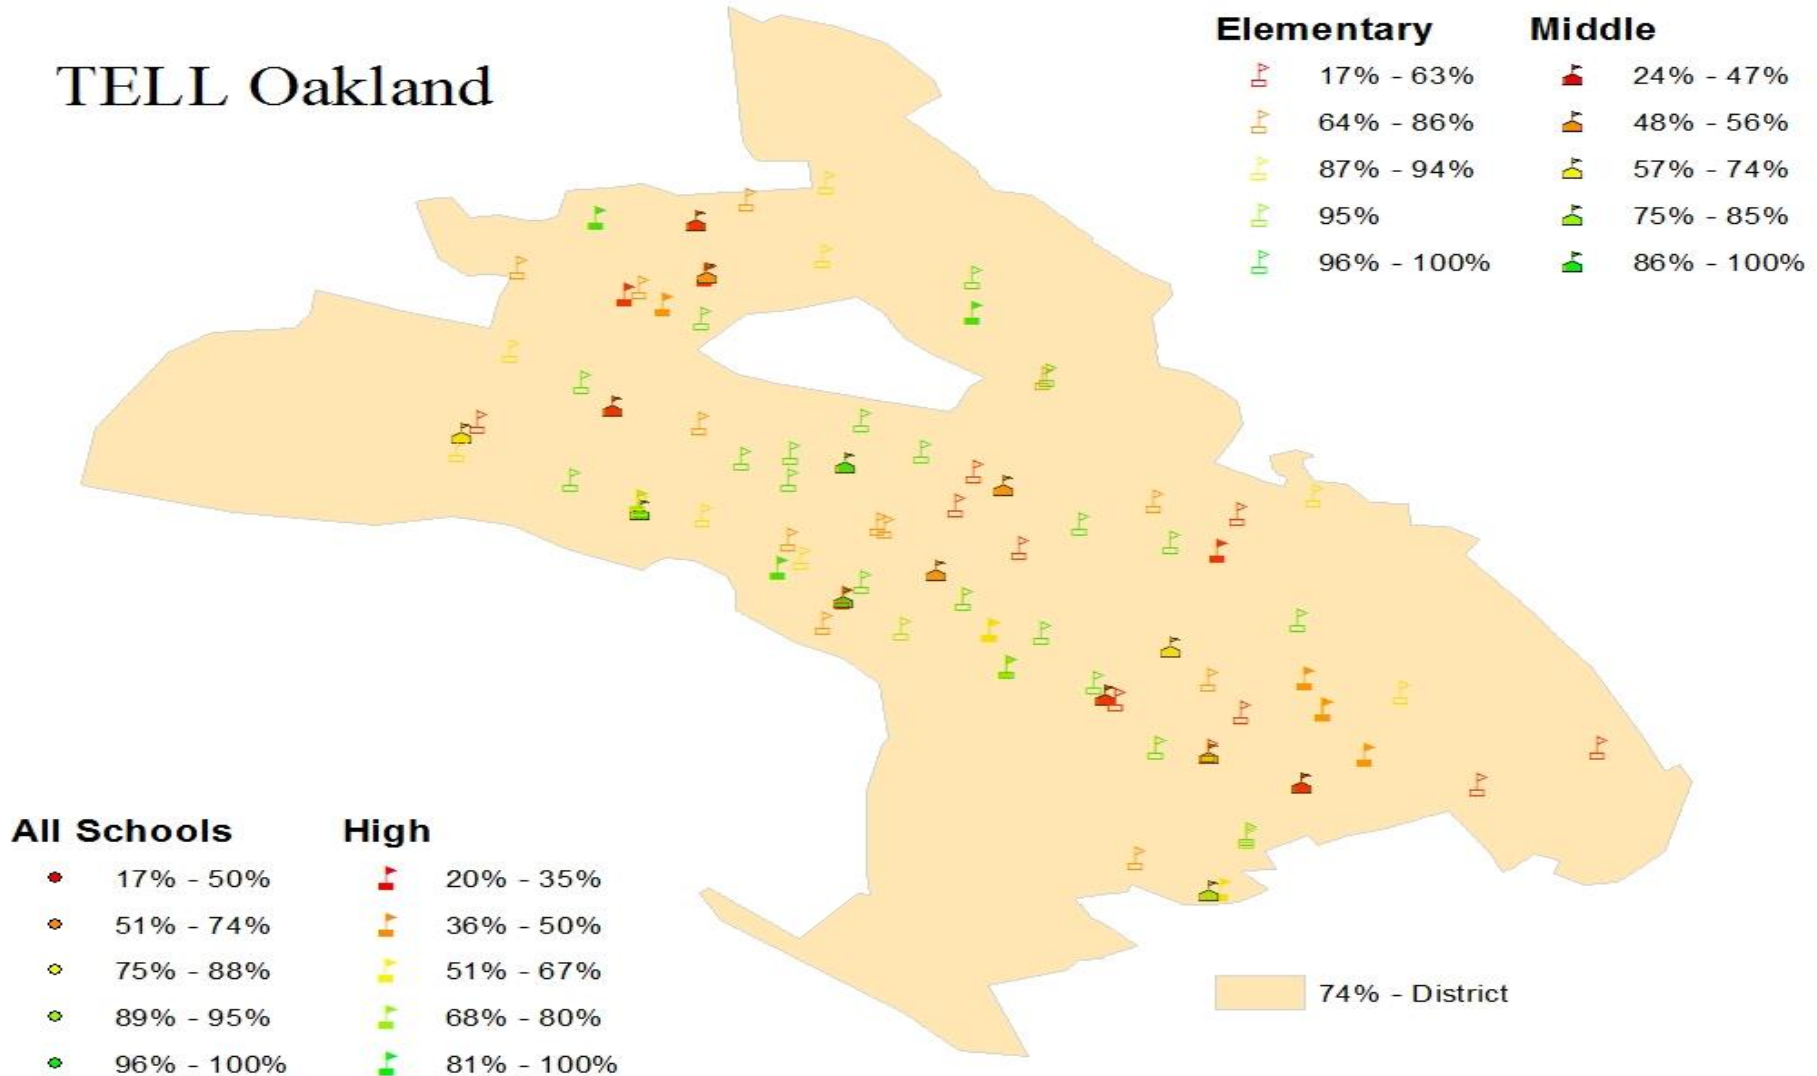 TELL Oakland
Elementary
17% - 63%
64% - 86%
87% - 94%
95%
96% - 100%
Middle
24% - 47%
48% - 56%
57% - 74%
75% - 85%
86% - 100%
All Schools
17% - 50%
51% - 74%
75% - 88%
89% - 95%
96% - 100%
High
20% - 35%
36% - 50%
51% - 67%
68% - 80%
81% - 100%
74% - District